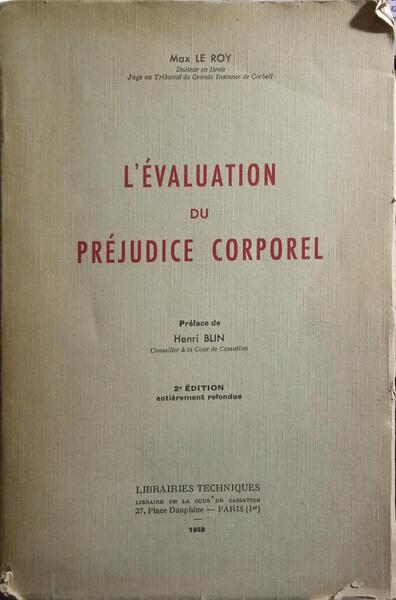 Max LE ROY
Docteur en Droit
Juge au Tribunal de Grande Instance de Corbeil
L'ÉVALUATION
DU
PRÉJUDICE CORPOREL
Préface de
Henri BLIN
Conseiller à la Cour de Cassation
2e ÉDITION
entièrement refondue
LIBRAIRIES TECHNIQUES
LIBRAIRE DE LA COUR DE CASSATION
27, Place Dauphine — PARIS (Ier)
—
1959